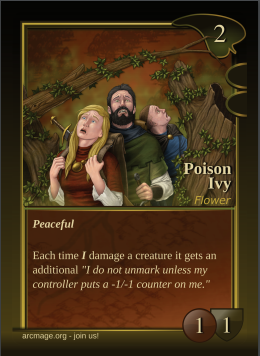 2
Poison
Ivy
Flower
Peaceful
Each time I damage a creature it gets an
additional "I do not unmark unless my
controller puts a -1/-1 counter on me."
1 1
arcmage.org - join us!